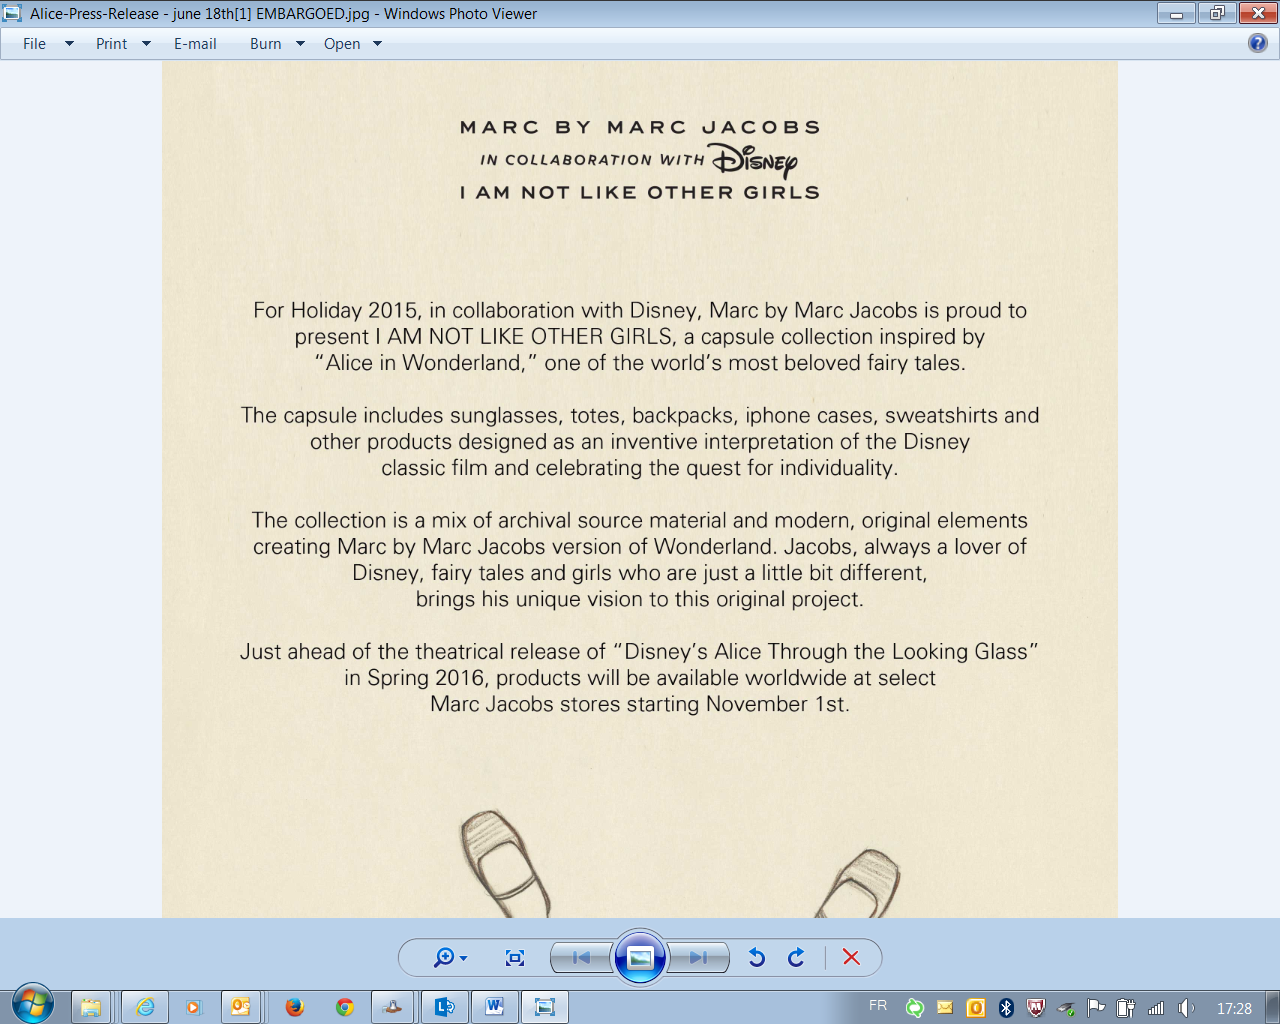 Alice-Press-Release - june 18th[1] EMBARGOED.jpg - Windows Photo Viewer
File Print E-mail Burn Open
MARC BY MARC JACOBS
IN COLLABORATION WITH Disney
I AM NOT LIKE OTHER GIRLS
For Holiday 2015, in collaboration with Disney, Marc by Marc Jacobs is proud to
present I AM NOT LIKE OTHER GIRLS, a capsule collection inspired by
“Alice in Wonderland,” one of the world’s most beloved fairy tales.
The capsule includes sunglasses, totes, backpacks, iphone cases, sweatshirts and
other products designed as an inventive interpretation of the Disney
classic film and celebrating the quest for individuality.
The collection is a mix of archival source material and modern, original elements
creating Marc by Marc Jacobs version of Wonderland. Jacobs, always a lover of
Disney, fairy tales and girls who are just a little bit different,
brings his unique vision to this original project.
Just ahead of the theatrical release of “Disney’s Alice Through the Looking Glass”
in Spring 2016, products will be available worldwide at select
Marc Jacobs stores starting November 1st.
FR 17:28